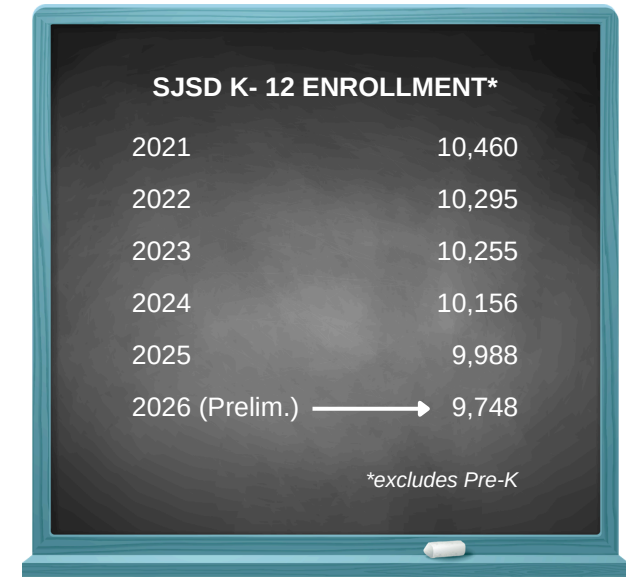 SJSD K- 12 ENROLLMENT*
2021 10,460
2022 10,295
2023 10,255
2024 10,156
2025 9,988
2026 (Prelim.) 9,748
*excludes Pre-K